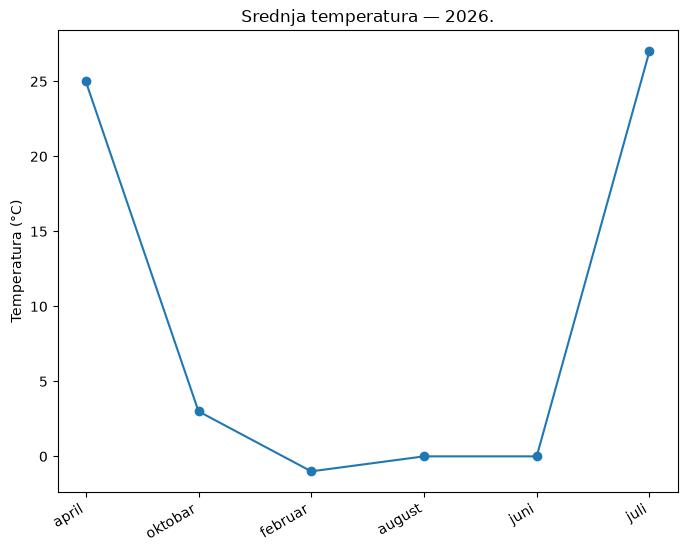 Srednja temperatura — 2026.
Temperatura (°C)
25
20
15
10
5
0
april
oktobar
februar
august
juni
juli